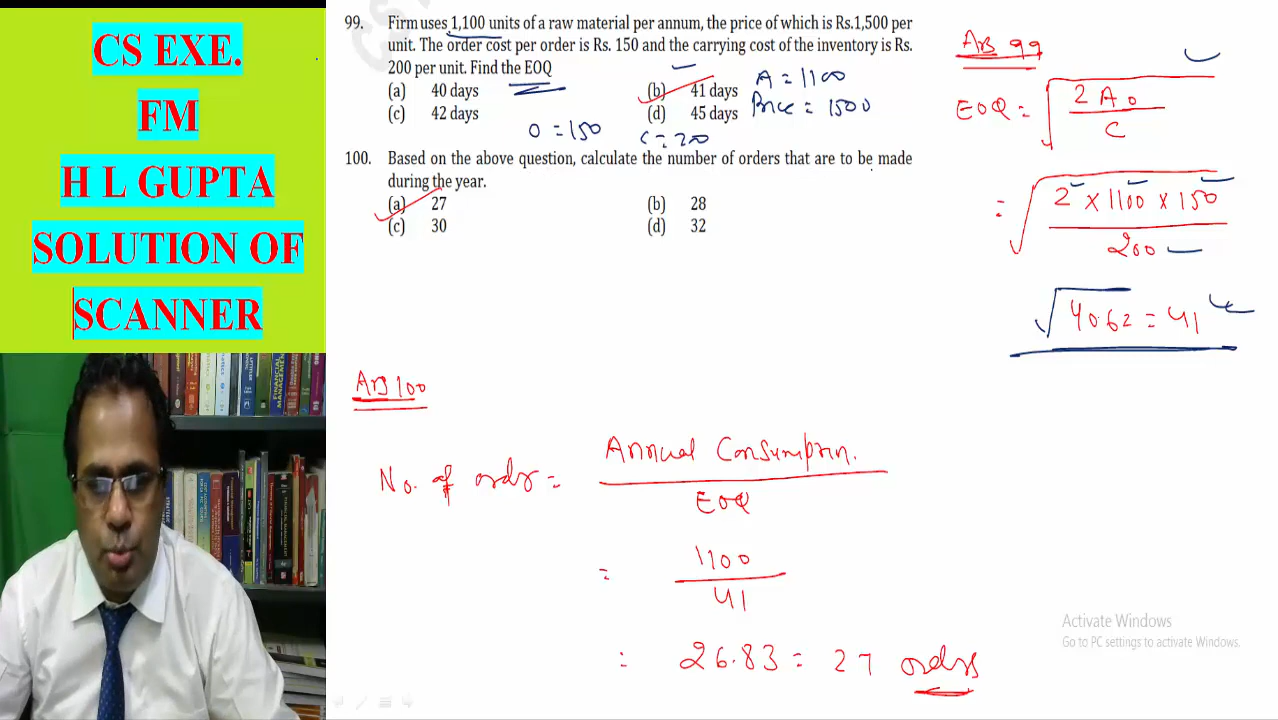 CS EXE.
FM
H L GUPTA
SOLUTION OF
SCANNER
99. Firm uses 1,100 units of a raw material per annum, the price of which is Rs.1,500 per
unit. The order cost per order is Rs. 150 and the carrying cost of the inventory is Rs.
200 per unit. Find the EOQ
(a) 40 days (b) 41 days
(c) 42 days (d) 45 days
A = 1100
Price = 1500
O = 150 C = 200
100. Based on the above question, calculate the number of orders that are to be made
during the year.
(a) 27 (b) 28
(c) 30 (d) 32
Ans 99
EOQ = √ 2 A O
C
= √ 2 × 1100 × 150
200
√ 40.62 = 41
Ans 100
No. of ordr = Annual Consumptin.
EOQ
= 1100
41
= 26.83 = 27 ordrs
Activate Windows
Go to PC settings to activate Windows.